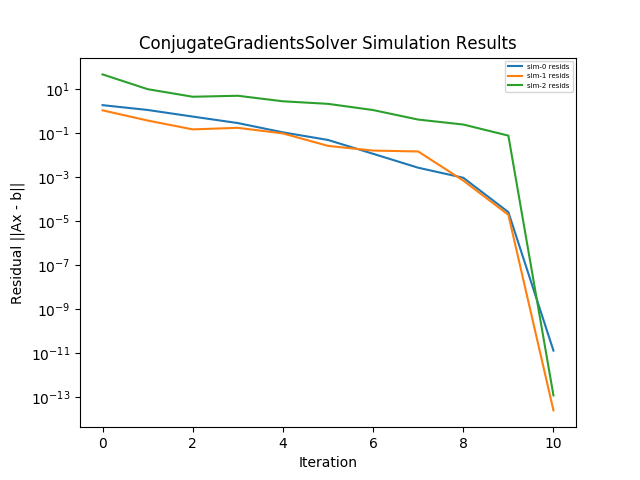 ConjugateGradientsSolver Simulation Results
sim-0 resids
sim-1 resids
sim-2 resids
Residual ||Ax - b||
10¹
10⁻¹
10⁻³
10⁻⁵
10⁻⁷
10⁻⁹
10⁻¹¹
10⁻¹³
0 2 4 6 8 10
Iteration